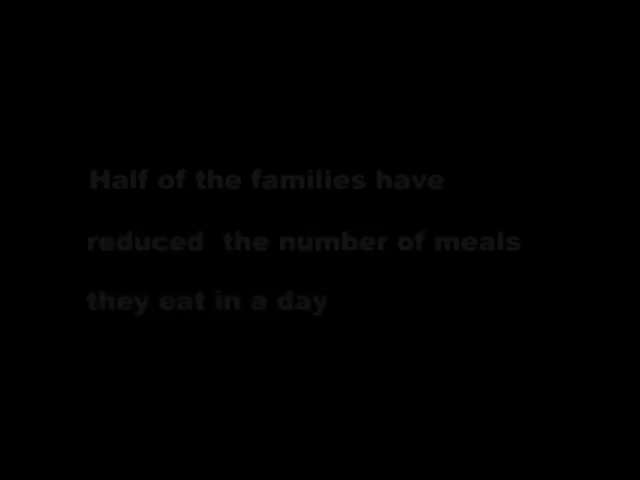 Half of the families have
reduced the number of meals
they eat in a day